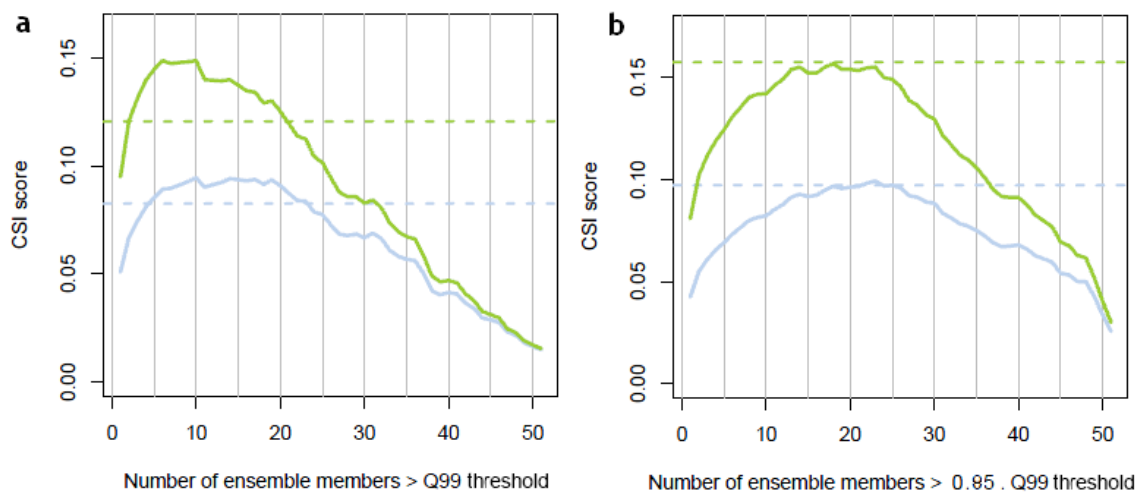 a
CSI score
0.15
0.10
0.05
0.00
0 10 20 30 40 50
Number of ensemble members > Q99 threshold
b
CSI score
0.15
0.10
0.05
0.00
0 10 20 30 40 50
Number of ensemble members > 0.85 . Q99 threshold